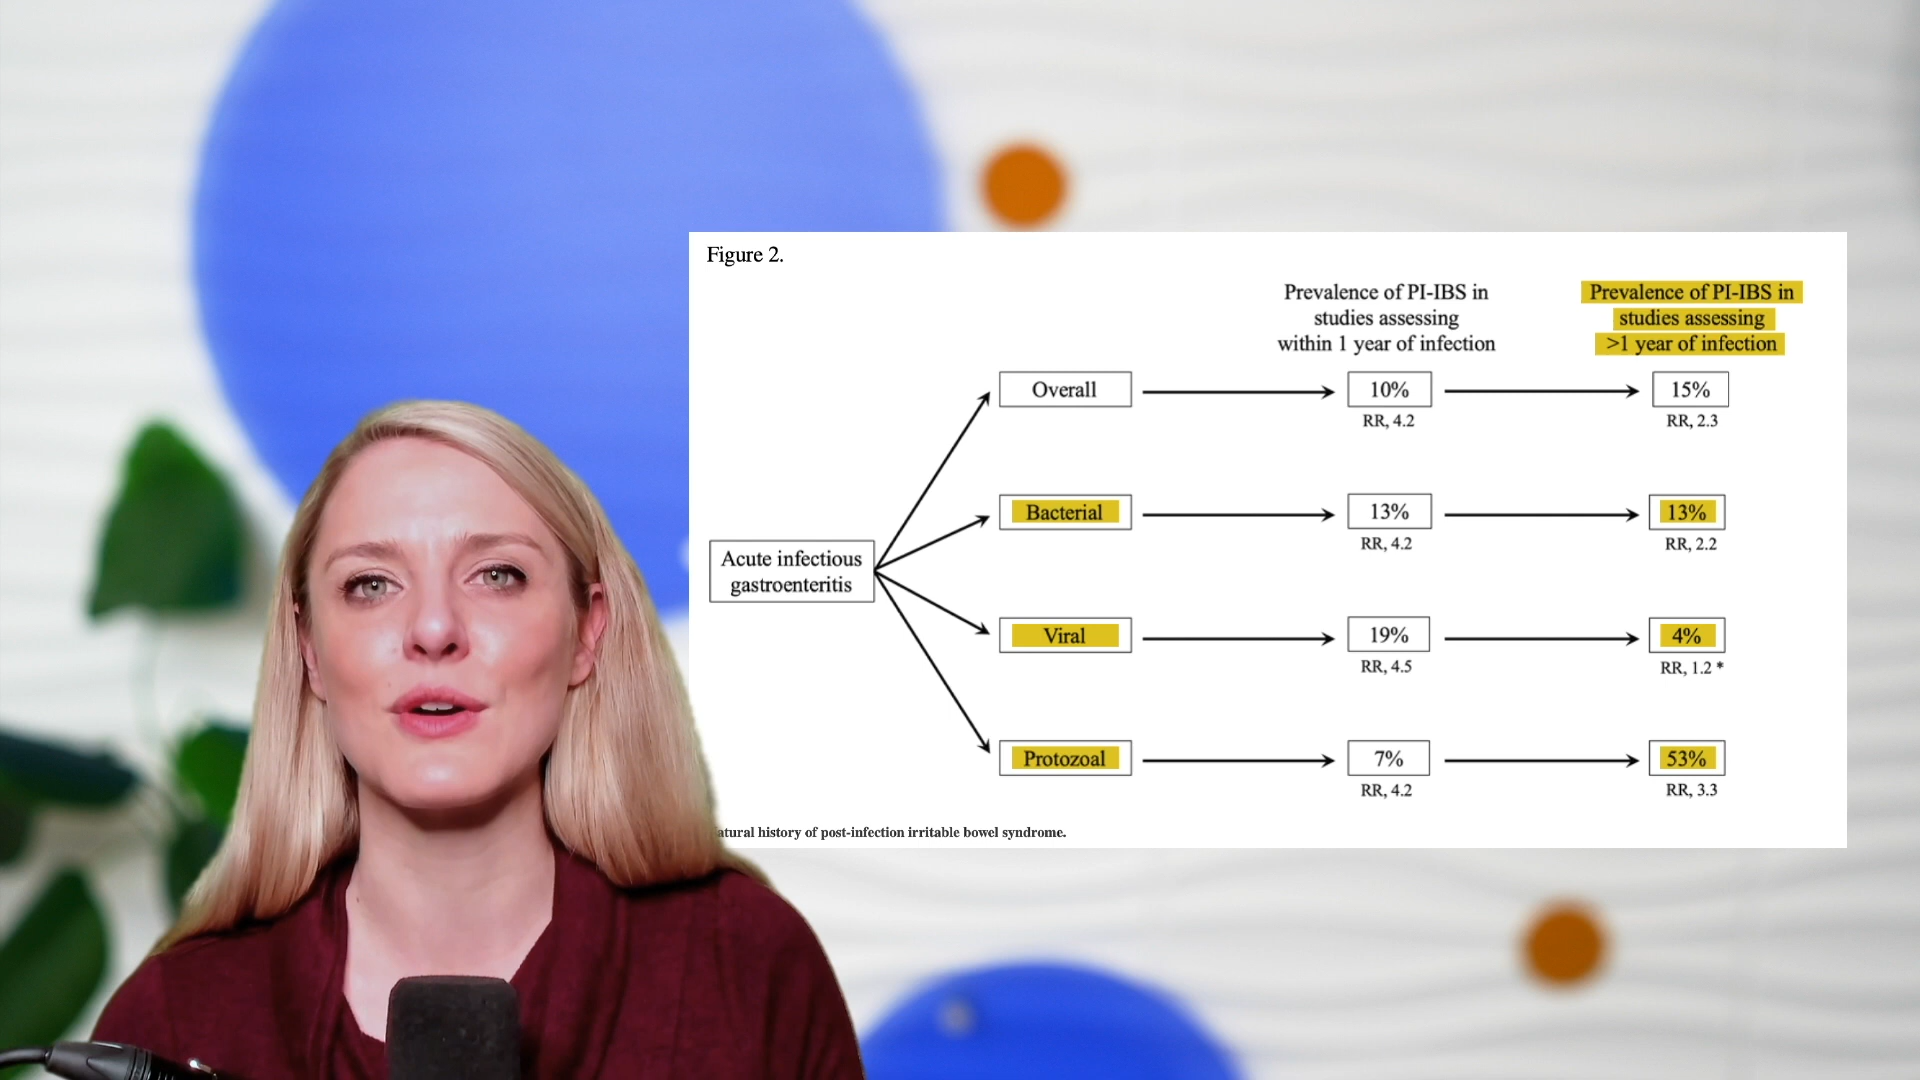 Figure 2.
Prevalence of PI-IBS in
studies assessing
within 1 year of infection
Prevalence of PI-IBS in
studies assessing
>1 year of infection
Overall
10%
RR, 4.2
15%
RR, 2.3
Bacterial
13%
RR, 4.2
13%
RR, 2.2
Acute infectious
gastroenteritis
Viral
19%
RR, 4.5
4%
RR, 1.2 *
Protozoal
7%
RR, 4.2
53%
RR, 3.3
history of post-infection irritable bowel syndrome.